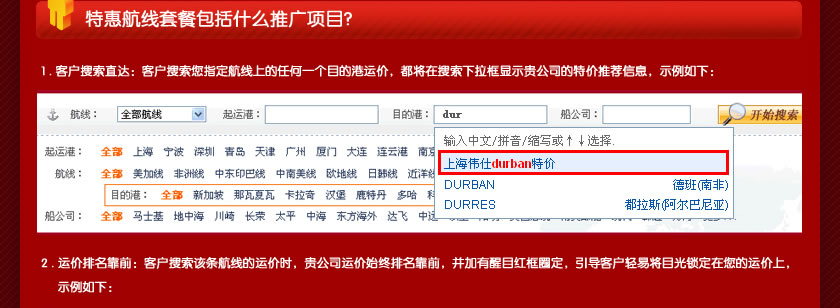 特惠航线套餐包括什么推广项目?
1.客户搜索直达:客户搜索您指定航线上的任何一个目的港运价,都将在搜索下拉框显示贵公司的特价推荐信息,示例如下:
航线: 全部航线 起运港: 目的港: dur 船公司: 开始搜索
输入中文/拼音/缩写或↑↓选择.
上海伟仕durban特价
DURBAN 德班(南非)
DURRES 都拉斯(阿尔巴尼亚)
起运港: 全部 上海 宁波 深圳 青岛 天津 广州 厦门 大连 连云港 南京
航线: 全部 美加线 非洲线 中东印巴线 中南美线 欧地线 日韩线 近洋线
目的港: 全部 新加坡 那瓦夏瓦 卡拉奇 汉堡 鹿特丹 多哈
船公司: 全部 马士基 地中海 川崎 长荣 太平 中海 东方海外 达飞
2.运价排名靠前:客户搜索该条航线的运价时,贵公司运价始终排名靠前,并加有醒目红框圈定,引导客户轻易将目光锁定在您的运价上,
示例如下: